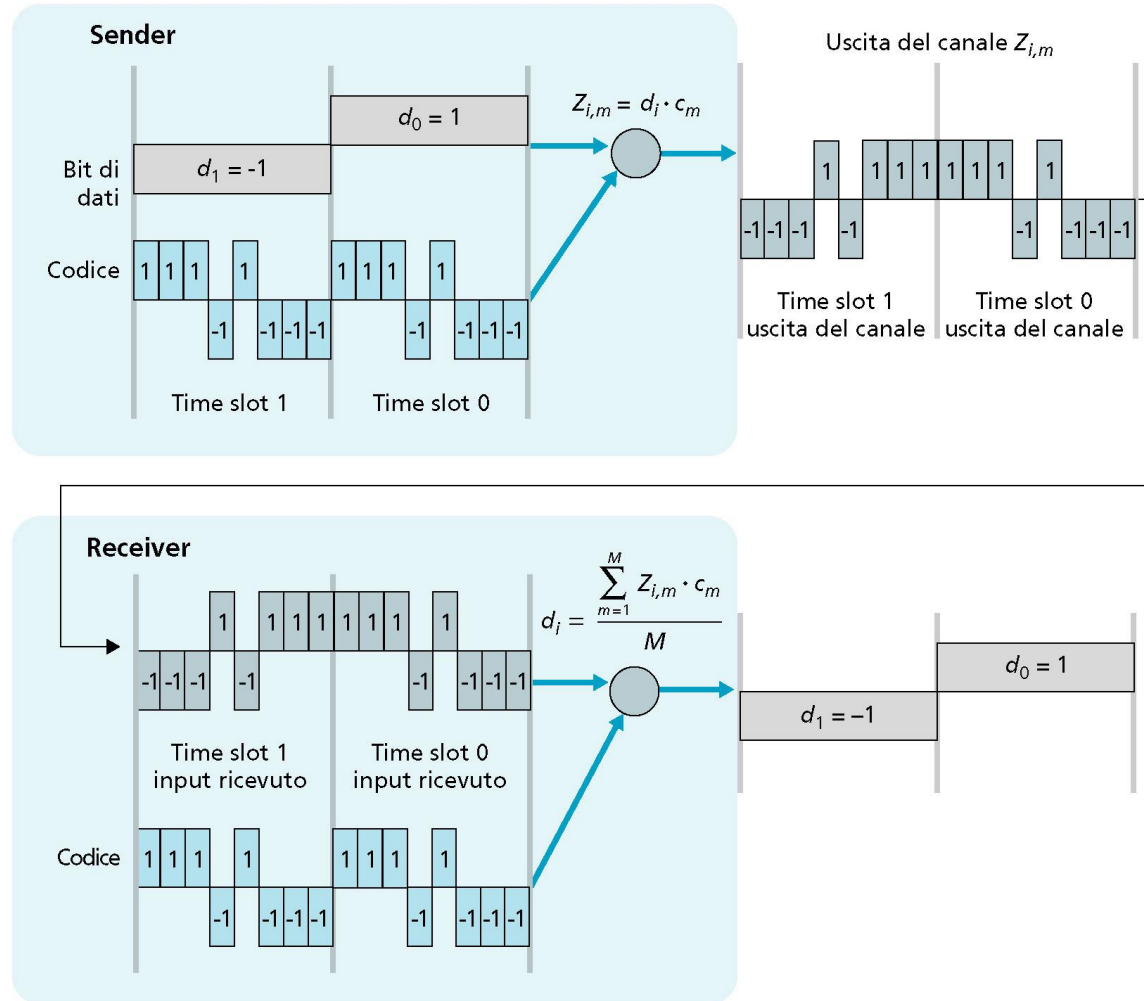 Sender
Uscita del canale Z_{i,m}
Z_{i,m} = d_i · c_m
d_0 = 1
d_1 = -1
Bit di
dati
1 1 1 1 1 1 1 1
-1 -1 -1 -1 -1 -1 -1 -1
Codice
1 1 1 1 1 1 1 1
-1 -1 -1 -1 -1 -1 -1 -1
Time slot 1
Time slot 0
Time slot 1
uscita del canale
Time slot 0
uscita del canale
Receiver
d_i = \frac{\sum_{m=1}^{M} Z_{i,m} · c_m}{M}
1 1 1 1 1 1 1 1
-1 -1 -1 -1 -1 -1 -1 -1
Time slot 1
input ricevuto
Time slot 0
input ricevuto
d_0 = 1
d_1 = –1
Codice
1 1 1 1 1 1 1 1
-1 -1 -1 -1 -1 -1 -1 -1